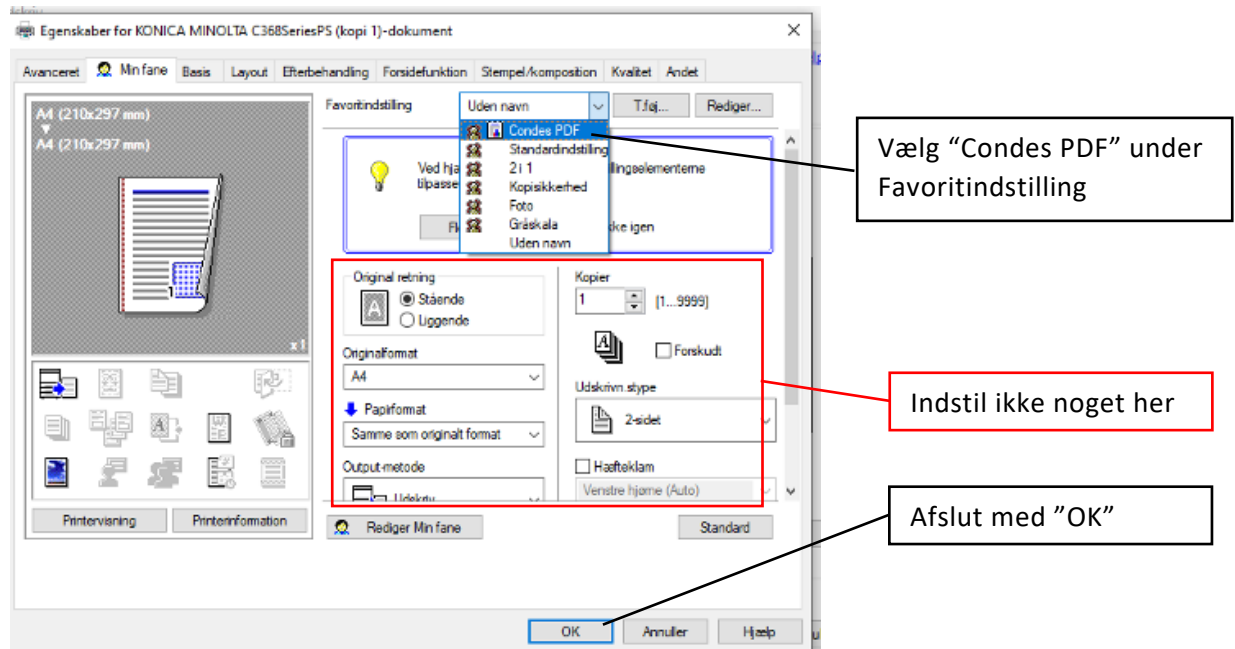 Egenskaber for KONICA MINOLTA C368SeriesPS (kopi 1)-dokument
Avanceret Min fane Basis Layout Efterbehandling Forsidefunktion Stempel/komposition Kvalitet Andet
A4 (210x297 mm)
A4 (210x297 mm)
1
x1
Favoritindstilling
Uden navn
T.føj...
Rediger...
Condes PDF
Standardindstilling
2 i 1
Kopisikkerhed
Foto
Gråskala
Uden navn
Ved
tilpasse
kke igen
Original retning
A
Stående
Liggende
Originalformat
A4
Papirformat
Samme som originalt format
Output-metode
Udskriv
Kopier
1
[1...9999]
Forskudt
Udskrivn.stype
2-sidet
Hæfteklam
Venstre hjørne (Auto)
Printervisning
Printerinformation
Rediger Min fane
Standard
OK
Annuller
Hjælp
Vælg “Condes PDF” under
Favoritindstilling
Indstil ikke noget her
Afslut med ”OK”